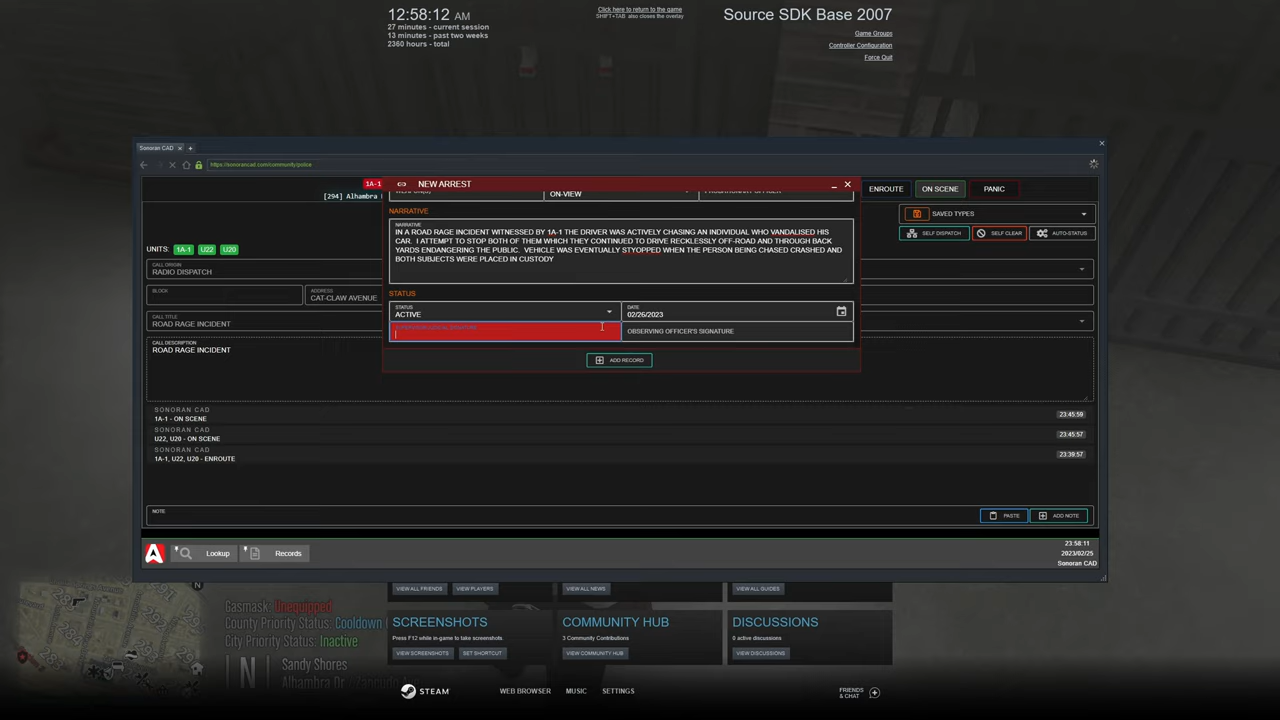 12:58:12 AM
27 minutes - current session
13 minutes - past two weeks
2360 hours - total
Click here to return to the game
SHIFT+TAB also closes the overlay
Source SDK Base 2007
Game Groups
Controller Configuration
Force Quit
Sonoran CAD
https://sonorancad.com/community/police
1A-1
NEW ARREST
ENROUTE
ON SCENE
PANIC
[294] Alhambra
ON-VIEW
SAVED TYPES
NARRATIVE
NARRATIVE
IN A ROAD RAGE INCIDENT WITNESSED BY 1A-1 THE DRIVER WAS ACTIVELY CHASING AN INDIVIDUAL WHO VANDALISED HIS
CAR. I ATTEMPT TO STOP BOTH OF THEM WHICH THEY CONTINUED TO DRIVE RECKLESSLY OFF-ROAD AND THROUGH BACK
YARDS ENDANGERING THE PUBLIC. VEHICLE WAS EVENTUALLY STYOPPED WHEN THE PERSON BEING CHASED CRASHED AND
BOTH SUBJECTS WERE PLACED IN CUSTODY
SELF DISPATCH
SELF CLEAR
AUTO-STATUS
UNITS:
1A-1
U22
U20
CALL ORIGIN
RADIO DISPATCH
BLOCK
ADDRESS
CAT-CLAW AVENUE
STATUS
STATUS
ACTIVE
DATE
02/26/2023
OBSERVING OFFICER'S SIGNATURE
CALL TITLE
ROAD RAGE INCIDENT
CALL DESCRIPTION
ROAD RAGE INCIDENT
ADD RECORD
SONORAN CAD
1A-1 - ON SCENE
23:45:59
SONORAN CAD
U22, U20 - ON SCENE
23:45:57
SONORAN CAD
1A-1, U22, U20 - ENROUTE
23:39:57
NOTE
PASTE
ADD NOTE
Lookup
Records
23:58:11
2023/02/25
Sonoran CAD
VIEW ALL FRIENDS
VIEW PLAYERS
VIEW ALL NEWS
VIEW ALL GUIDES
Gasmask: Unequipped
County Priority Status: Cooldown
City Priority Status: Inactive
N
Sandy Shores
Alhambra Dr
SCREENSHOTS
Press F12 while in-game to take screenshots.
VIEW SCREENSHOTS
SET SHORTCUT
COMMUNITY HUB
3 Community Contributions
VIEW COMMUNITY HUB
DISCUSSIONS
0 active discussions
VIEW DISCUSSIONS
STEAM
WEB BROWSER
MUSIC
SETTINGS
FRIENDS
& CHAT